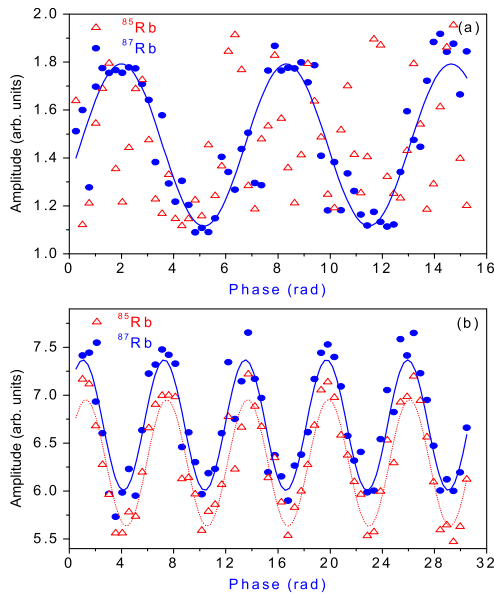 2.0
1.8
1.6
1.4
1.2
1.0
Amplitude (arb. units)
⁸⁵Rb
⁸⁷Rb
(a)
0 2 4 6 8 10 12 14 16
Phase (rad)
7.5
7.0
6.5
6.0
5.5
Amplitude (arb. units)
⁸⁵Rb
⁸⁷Rb
(b)
0 4 8 12 16 20 24 28 32
Phase (rad)